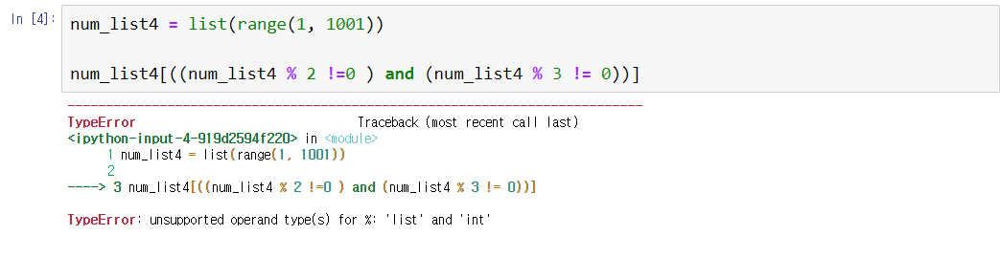 In [4]:
num_list4 = list(range(1, 1001))
num_list4[((num_list4 % 2 !=0 ) and (num_list4 % 3 != 0))]
---------------------------------------------------------------------------
TypeError                                 Traceback (most recent call last)
<ipython-input-4-919d2594f220> in <module>
      1 num_list4 = list(range(1, 1001))
      2
----> 3 num_list4[((num_list4 % 2 !=0 ) and (num_list4 % 3 != 0))]
TypeError: unsupported operand type(s) for %: 'list' and 'int'